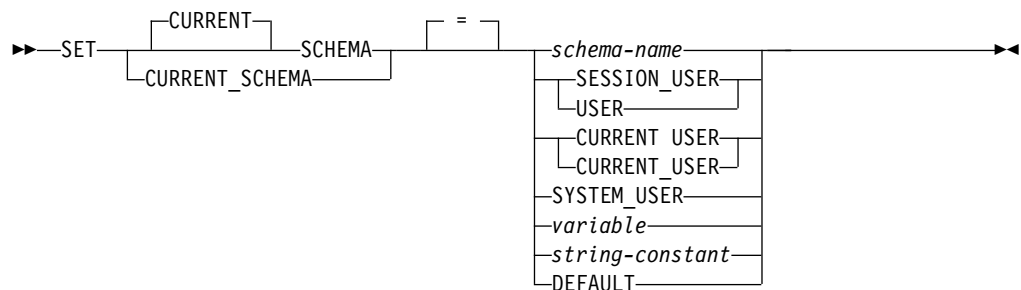 CURRENT =
SET SCHEMA schema-name
CURRENT_SCHEMA SESSION_USER
USER
CURRENT USER
CURRENT_USER
SYSTEM_USER
variable
string-constant
DEFAULT